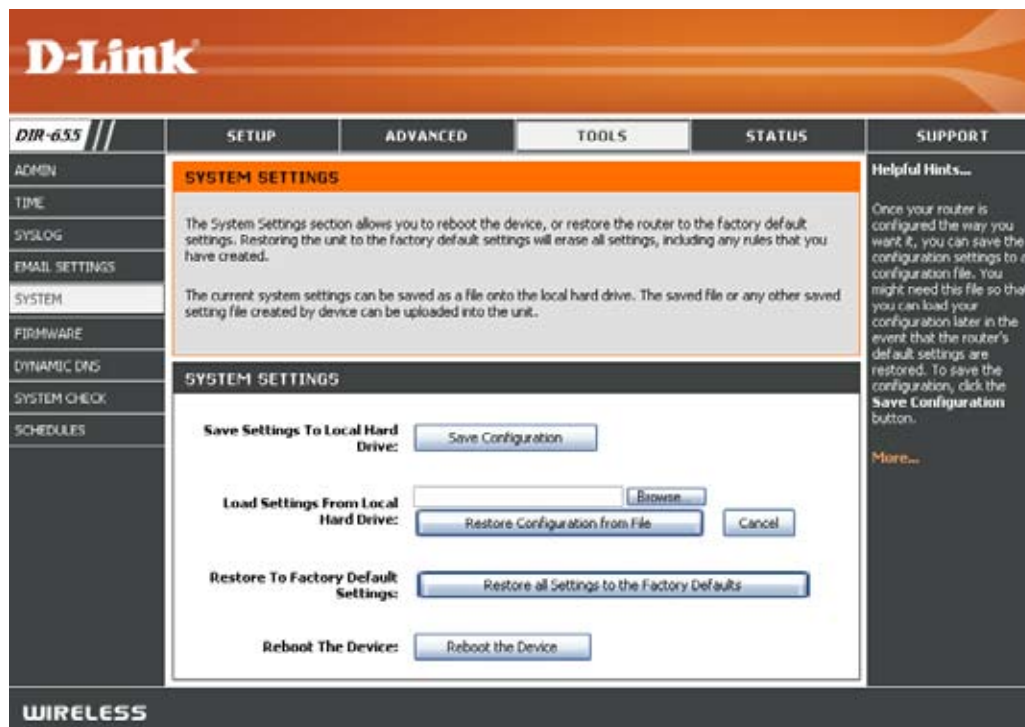 D-Link
DIR-655
SETUP
ADVANCED
TOOLS
STATUS
SUPPORT
ADMIN
TIME
SYSLOG
EMAIL SETTINGS
SYSTEM
FIRMWARE
DYNAMIC DNS
SYSTEM CHECK
SCHEDULES
SYSTEM SETTINGS
The System Settings section allows you to reboot the device, or restore the router to the factory default
settings. Restoring the unit to the factory default settings will erase all settings, including any rules that you
have created.
The current system settings can be saved as a file onto the local hard drive. The saved file or any other saved
setting file created by device can be uploaded into the unit.
SYSTEM SETTINGS
Save Settings To Local Hard
Drive:
Save Configuration
Load Settings From Local
Hard Drive:
Browse...
Restore Configuration from File
Cancel
Restore To Factory Default
Settings:
Restore all Settings to the Factory Defaults
Reboot The Device:
Reboot the Device
Helpful Hints...
Once your router is
configured the way you
want it, you can save the
configuration settings to a
configuration file. You
might need this file so that
you can load your
configuration later in the
event that the router's
default settings are
restored. To save the
configuration, click the
Save Configuration
button.
More...
WIRELESS